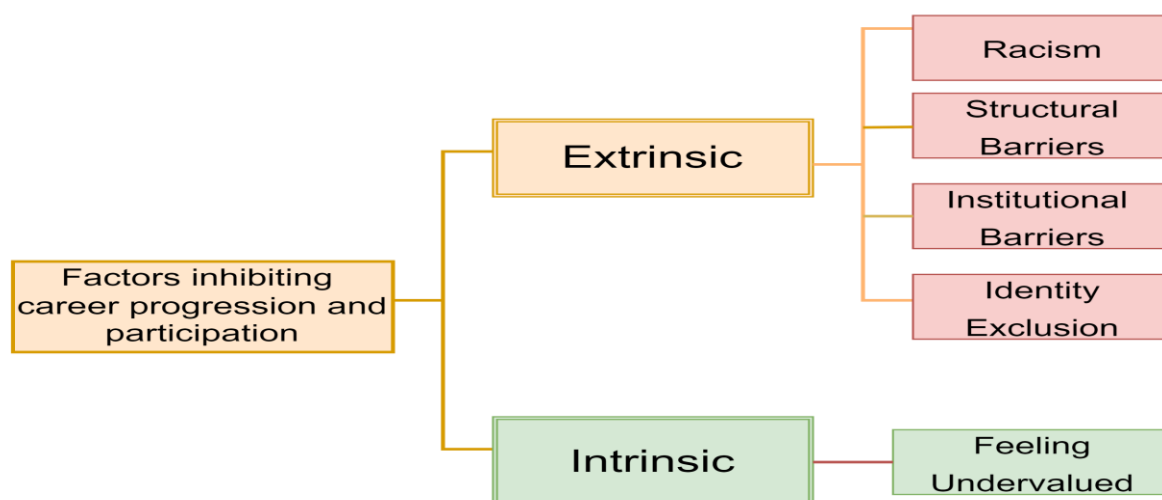 Racism
Structural
Barriers
Extrinsic
Institutional
Barriers
Factors inhibiting
career progression and
participation
Identity
Exclusion
Intrinsic
Feeling
Undervalued